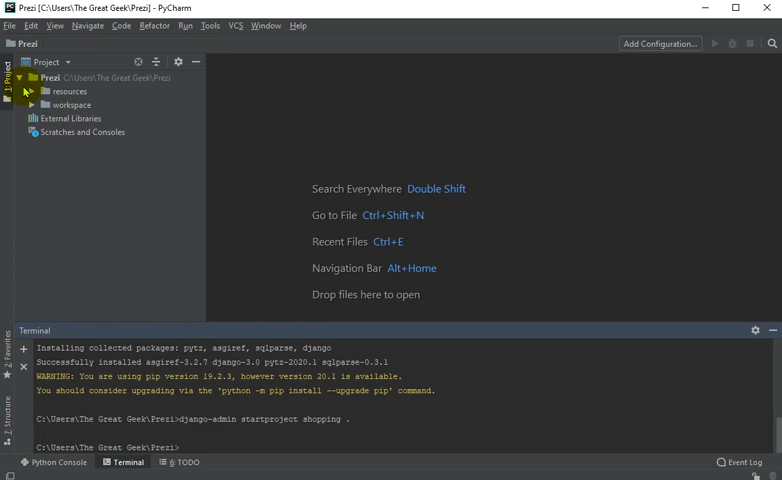 Prezi [C:\Users\The Great Geek\Prezi] - PyCharm
File Edit View Navigate Code Refactor Run Tools VCS Window Help
Prezi
Add Configuration...
1: Project
Project
Prezi C:\Users\The Great Geek\Prezi
resources
workspace
External Libraries
Scratches and Consoles
Search Everywhere Double Shift
Go to File Ctrl+Shift+N
Recent Files Ctrl+E
Navigation Bar Alt+Home
Drop files here to open
2: Favorites
7: Structure
Terminal
Installing collected packages: pytz, asgiref, sqlparse, django
Successfully installed asgiref-3.2.7 django-3.0 pytz-2020.1 sqlparse-0.3.1
WARNING: You are using pip version 19.2.3, however version 20.1 is available.
You should consider upgrading via the 'python -m pip install --upgrade pip' command.
C:\Users\The Great Geek\Prezi>django-admin startproject shopping .
C:\Users\The Great Geek\Prezi>
Python Console Terminal 6: TODO Event Log